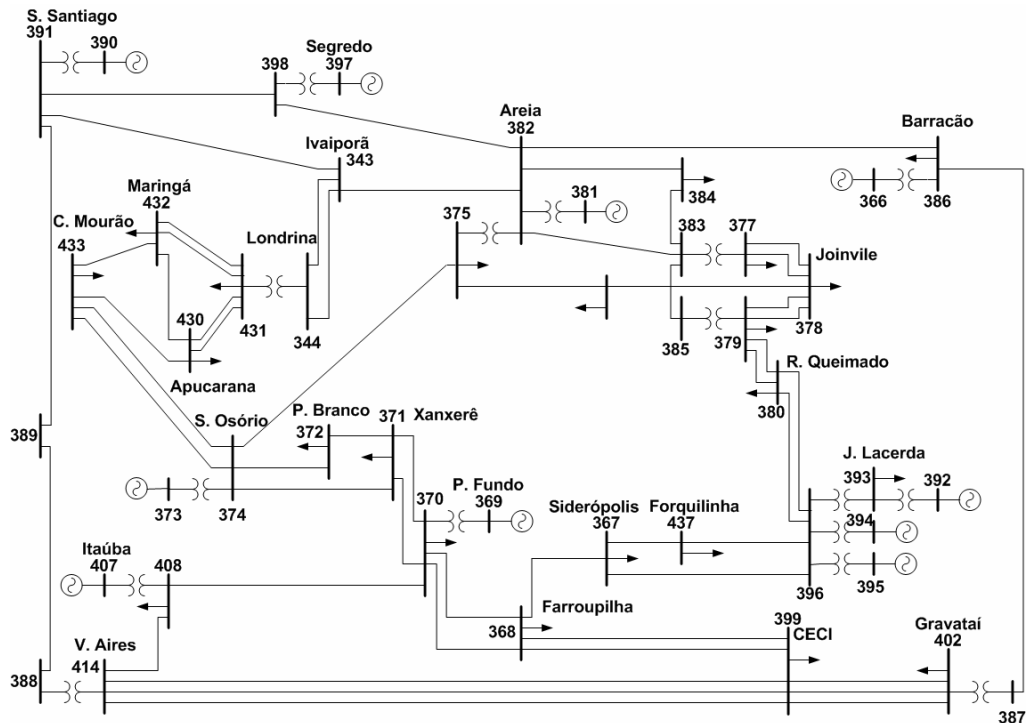 S. Santiago
391
390
Segredo
398
397
Areia
382
Barracão
Ivaiporã
343
366
386
384
381
Maringá
432
C. Mourão
433
Londrina
375
383
377
Joinvile
430
431
344
385
379
378
Apucarana
R. Queimado
380
P. Branco
372
371
Xanxerê
S. Osório
389
373
374
370
P. Fundo
369
J. Lacerda
393
392
394
Siderópolis
367
Forquilinha
437
395
396
Itaúba
407
408
Farroupilha
368
399
CECI
Gravataí
402
V. Aires
414
388
387